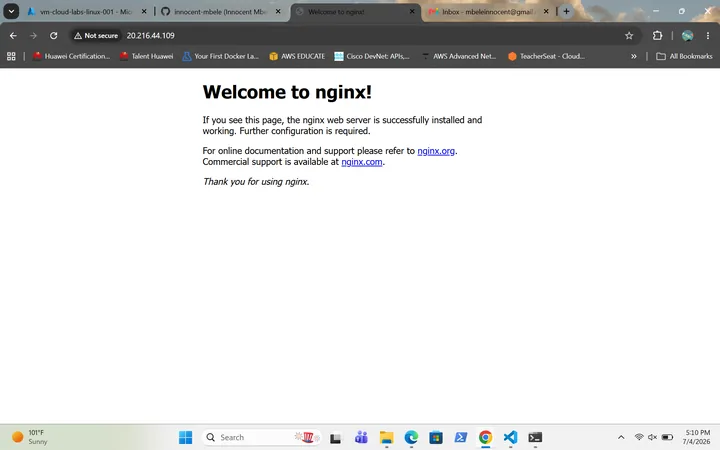 vm-cloud-labs-linux-001 - Mic
innocent-mbele (Innocent Mbe
Welcome to nginx!
Inbox - mbeleinnocent@gmail.
Not secure
20.216.44.109
Huawei Certification...
Talent Huawei
Your First Docker La...
AWS EDUCATE
Cisco DevNet: APIs,...
AWS Advanced Net...
TeacherSeat - Cloud...
»
All Bookmarks
Welcome to nginx!
If you see this page, the nginx web server is successfully installed and
working. Further configuration is required.
For online documentation and support please refer to nginx.org.
Commercial support is available at nginx.com.
Thank you for using nginx.
101°F
Sunny
Search
5:10 PM
7/4/2026